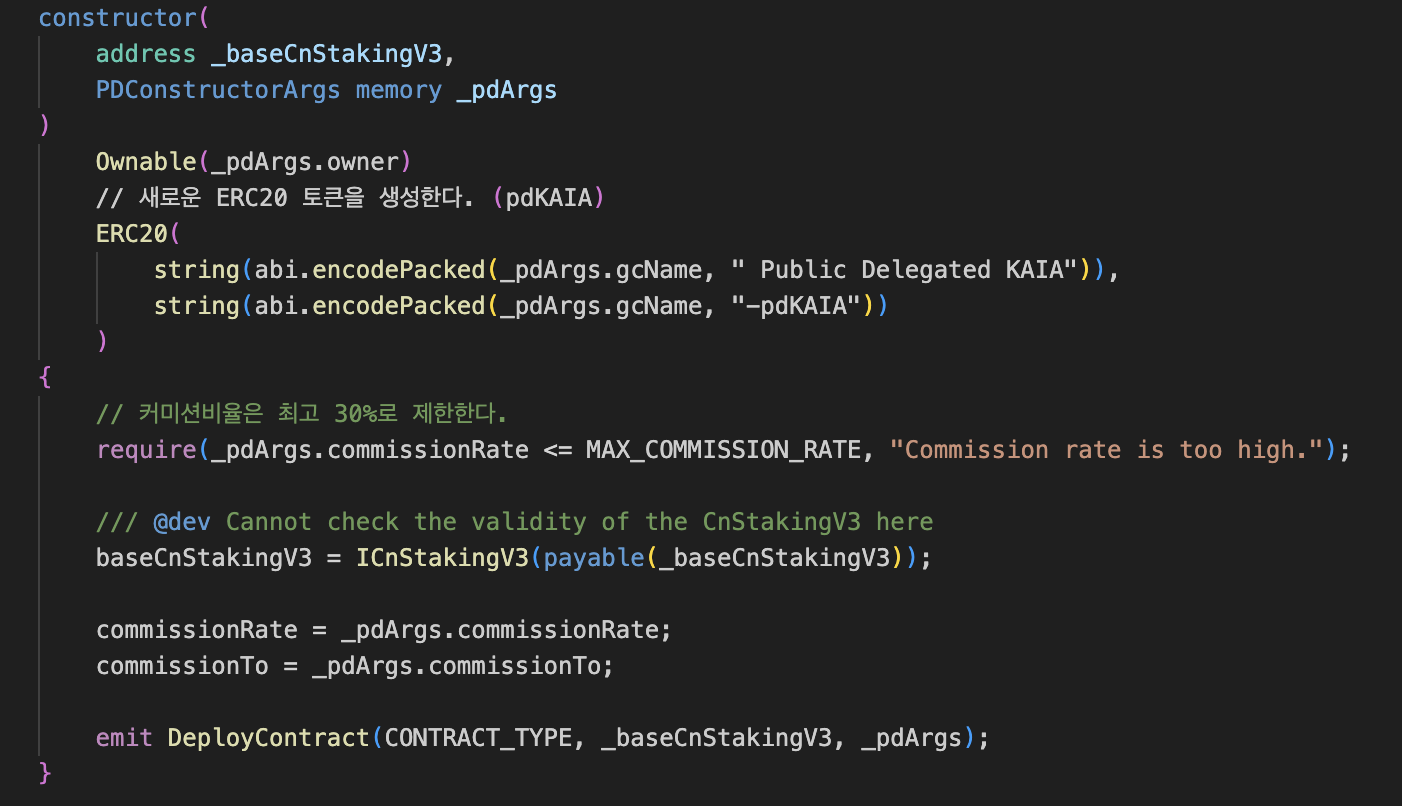 constructor(
    address _baseCnStakingV3,
    PDConstructorArgs memory _pdArgs
)
    Ownable(_pdArgs.owner)
    // 새로운 ERC20 토큰을 생성한다. (pdKAIA)
    ERC20(
        string(abi.encodePacked(_pdArgs.gcName, " Public Delegated KAIA")),
        string(abi.encodePacked(_pdArgs.gcName, "-pdKAIA"))
    )
{
    // 커미션비율은 최고 30%로 제한한다.
    require(_pdArgs.commissionRate <= MAX_COMMISSION_RATE, "Commission rate is too high.");

    /// @dev Cannot check the validity of the CnStakingV3 here
    baseCnStakingV3 = ICnStakingV3(payable(_baseCnStakingV3));

    commissionRate = _pdArgs.commissionRate;
    commissionTo = _pdArgs.commissionTo;

    emit DeployContract(CONTRACT_TYPE, _baseCnStakingV3, _pdArgs);
}